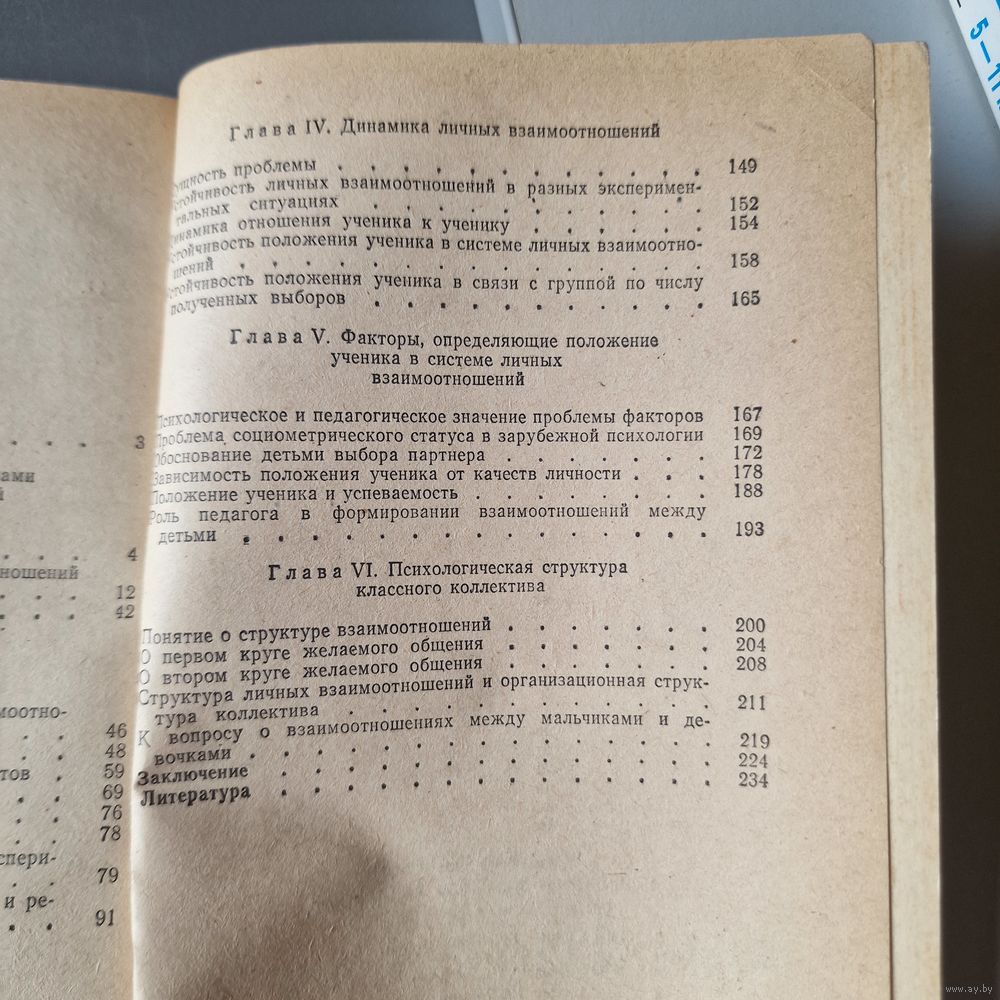 3
ами
й
4
ношений
12
42
моотно-
46
48
тов . 59
69
76
78
спери-
79
и ре-
91
Глава IV. Динамика личных взаимоотношений
проблемы . . . . . . . . . . . 149
личных взаимоотношений в разных эксперимен-
ситуациях . . . . . . . . . . 152
Динамика отношения ученика к ученику . . . . . . 154
стойчивость положения ученика в системе личных взаимоотно-
шений . . . . . . . . . . . . . . 158
стойчивость положения ученика в связи с группой по числу
полученных выборов . . . . . . . . . . 165
Глава V. Факторы, определяющие положение
ученика в системе личных
взаимоотношений
Психологическое и педагогическое значение проблемы факторов 167
Проблема социометрического статуса в зарубежной психологии 169
Обоснование детьми выбора партнера . . . . . . . 172
Зависимость положения ученика от качеств личности . . . 178
Положение ученика и успеваемость . . . . . . . 188
Роль педагога в формировании взаимоотношений между
детьми . . . . . . . . . . . . . . 193
Глава VI. Психологическая структура
классного коллектива
Понятие о структуре взаимоотношений . . . . . . 200
О первом круге желаемого общения . . . . . . . 204
О втором круге желаемого общения . . . . . . . 208
Структура личных взаимоотношений и организационная струк-
тура коллектива . . . . . . . . . . . 211
К вопросу о взаимоотношениях между мальчиками и де-
вочками . . . . . . . . . . . . . . 219
Заключение . . . . . . . . . . . . . 224
Литература . . . . . . . . . . . . . 234
5—11
www.ay.by